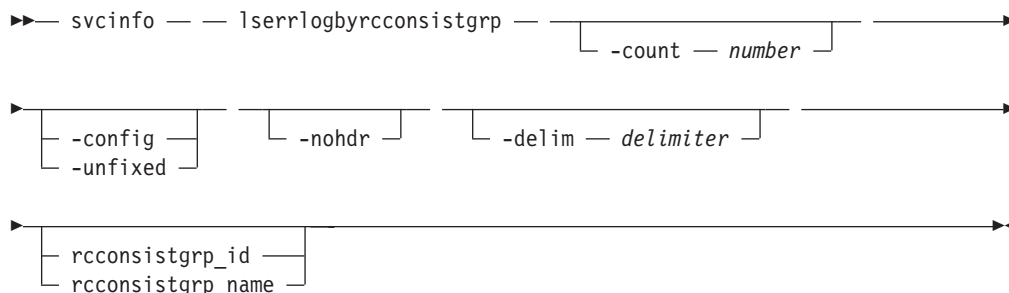 svcinfo lserrlogbyrcconsistgrp
-count number
-config -nohdr -delim delimiter
-unfixed
rcconsistgrp_id
rcconsistgrp_name